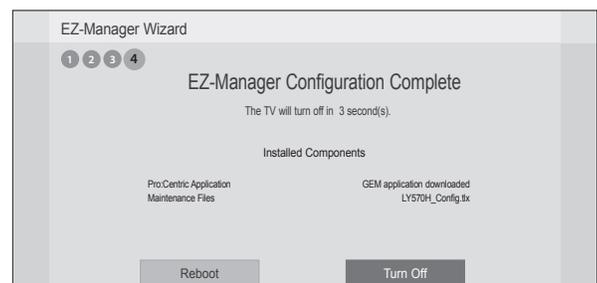 EZ-Manager Wizard
1 2 3 4
EZ-Manager Configuration Complete
The TV will turn off in 3 second(s).
Installed Components
Pro:Centric Application GEM application downloaded
Maintenance Files LY570H_Config.tlx
Reboot Turn Off